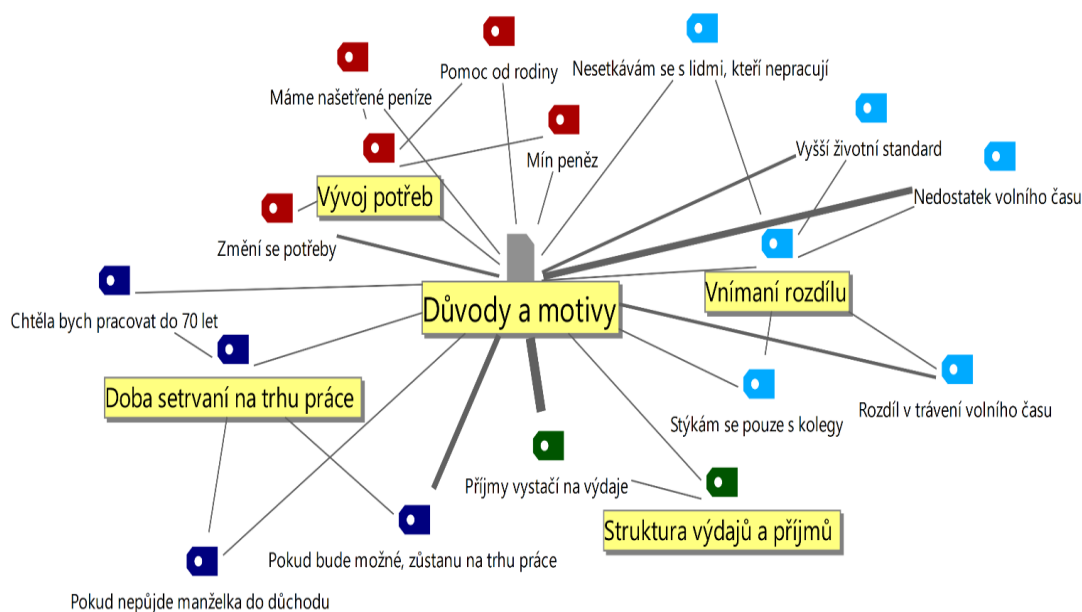 Pomoc od rodiny
Nesetkávám se s lidmi, kteří nepracují
Máme našetřené peníze
Mín peněz
Vyšší životní standard
Nedostatek volního času
Vývoj potřeb
Změní se potřeby
Vnímaní rozdílu
Důvody a motivy
Chtěla bych pracovat do 70 let
Doba setrvaní na trhu práce
Rozdíl v trávení volního času
Stýkám se pouze s kolegy
Příjmy vystačí na výdaje
Struktura výdajů a příjmů
Pokud bude možné, zůstanu na trhu práce
Pokud nepůjde manželka do důchodu